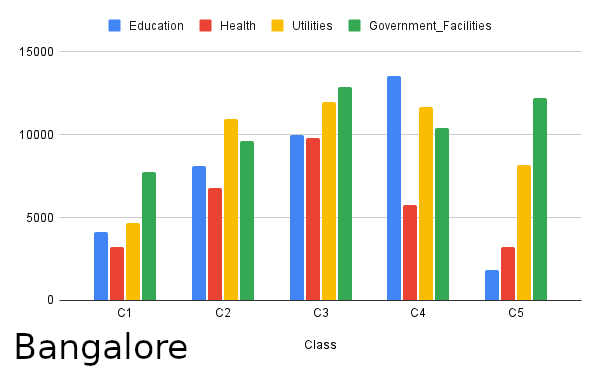 Education Health Utilities Government_Facilities
15000
10000
5000
0
C1 C2 C3 C4 C5
Class
Bangalore